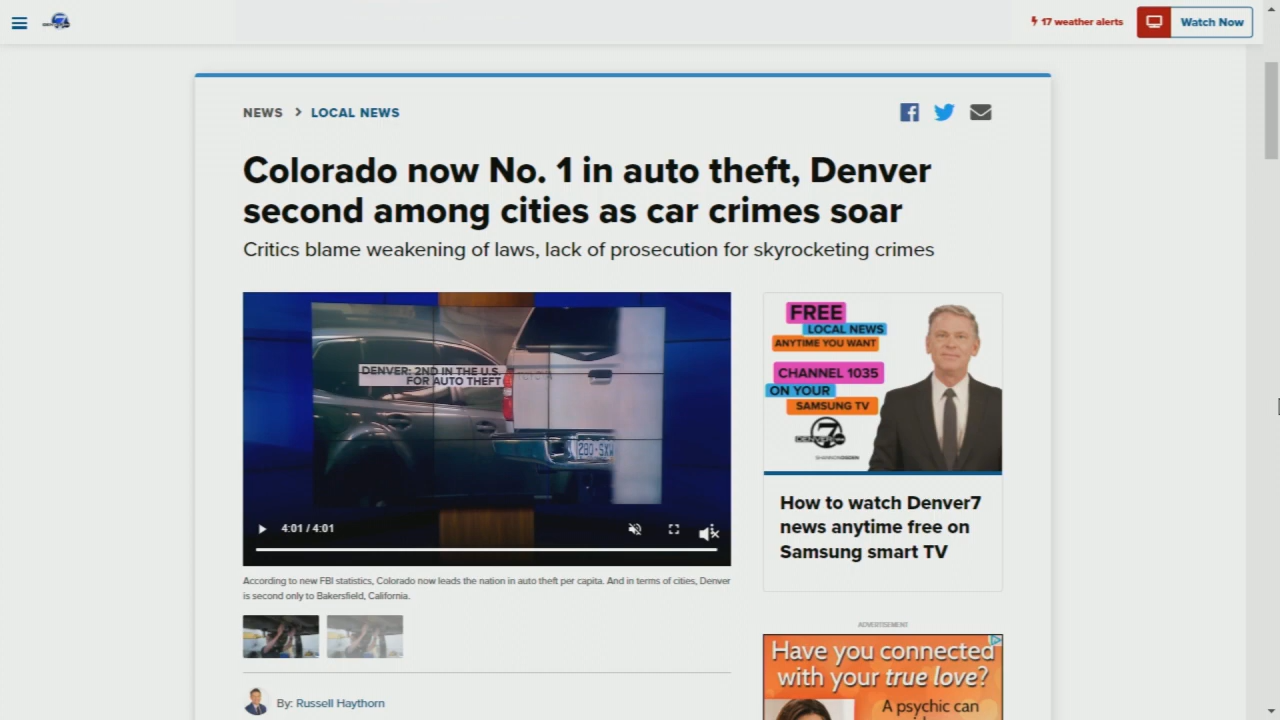 17 weather alerts
Watch Now
NEWS > LOCAL NEWS
Colorado now No. 1 in auto theft, Denver
second among cities as car crimes soar
Critics blame weakening of laws, lack of prosecution for skyrocketing crimes
DENVER: 2ND IN THE U.S.
FOR AUTO THEFT
4:01 / 4:01
According to new FBI statistics, Colorado now leads the nation in auto theft per capita. And in terms of cities, Denver
is second only to Bakersfield, California.
By: Russell Haythorn
FREE
LOCAL NEWS
ANYTIME YOU WANT
CHANNEL 1035
ON YOUR
SAMSUNG TV
7
DENVER
How to watch Denver7
news anytime free on
Samsung smart TV
ADVERTISEMENT
Have you connected
with your true love?
A psychic can